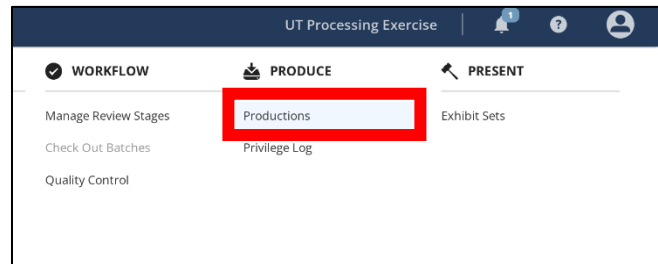 UT Processing Exercise
1
?
WORKFLOW
PRODUCE
PRESENT
Manage Review Stages
Productions
Exhibit Sets
Check Out Batches
Privilege Log
Quality Control